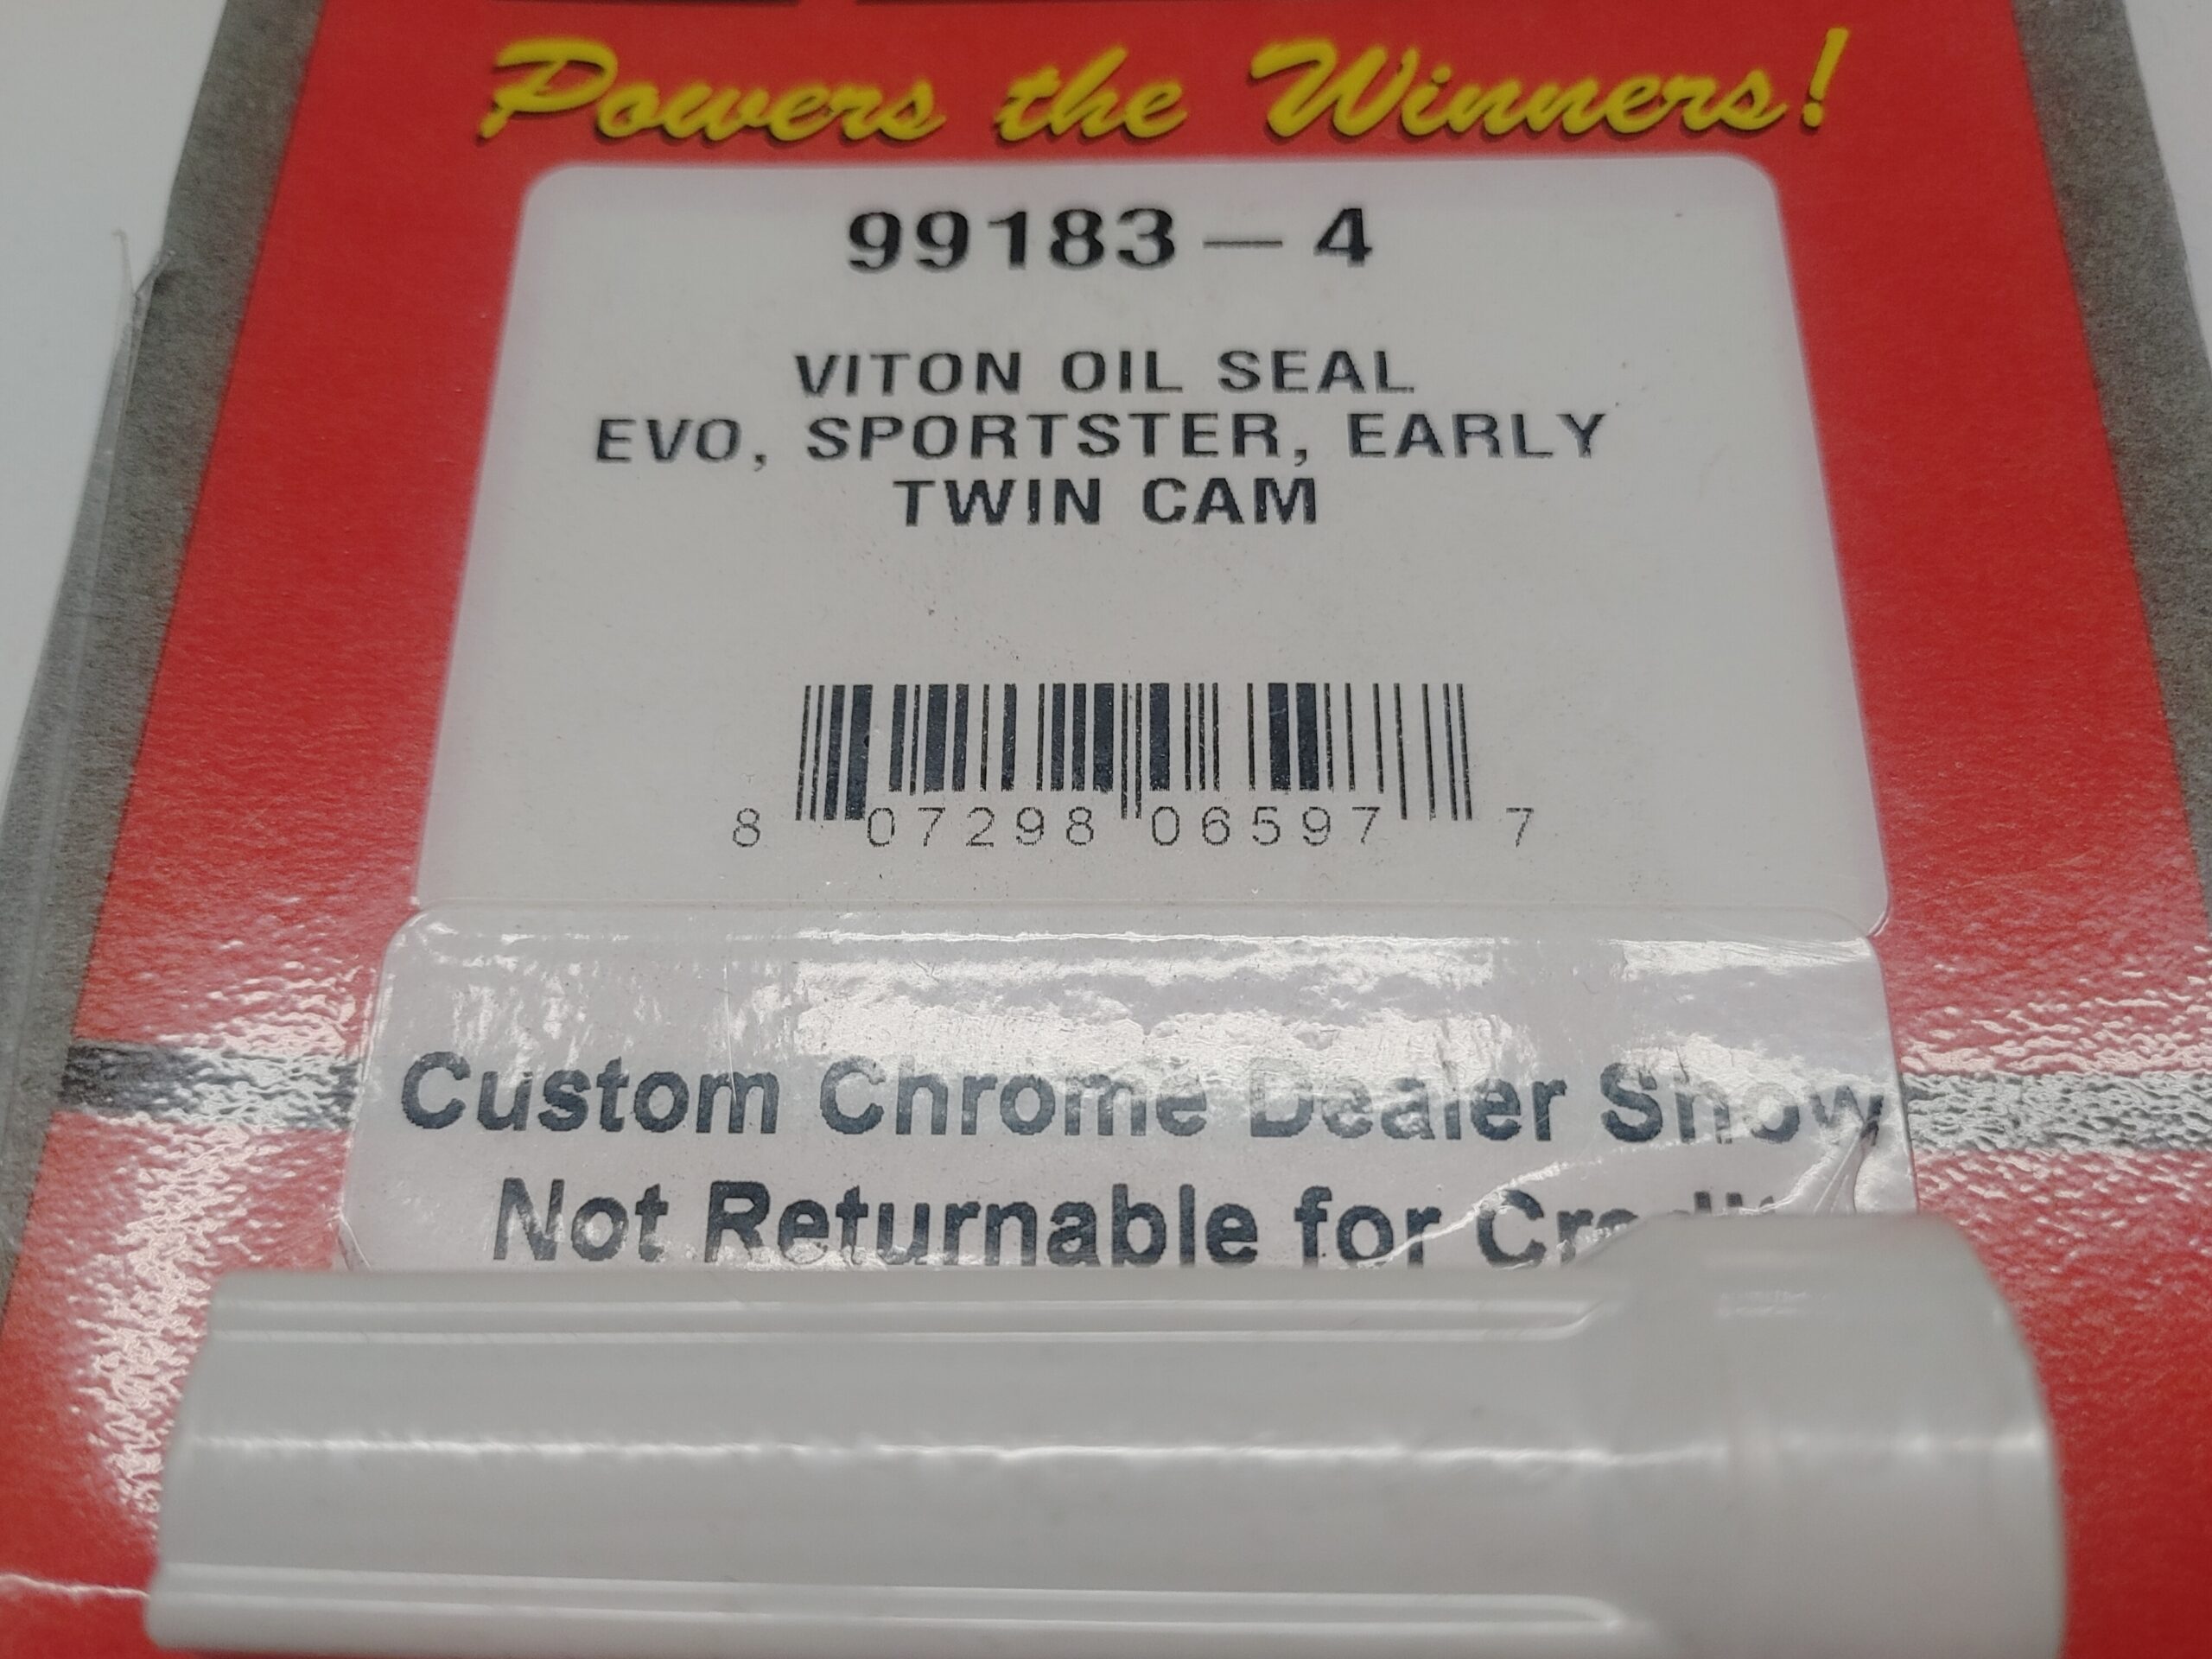 Powers the Winners!
99183—4
VITON OIL SEAL
EVO, SPORTSTER, EARLY
TWIN CAM
8 07298 06597 7
Custom Chrome Dealer Show
Not Returnable for Credit